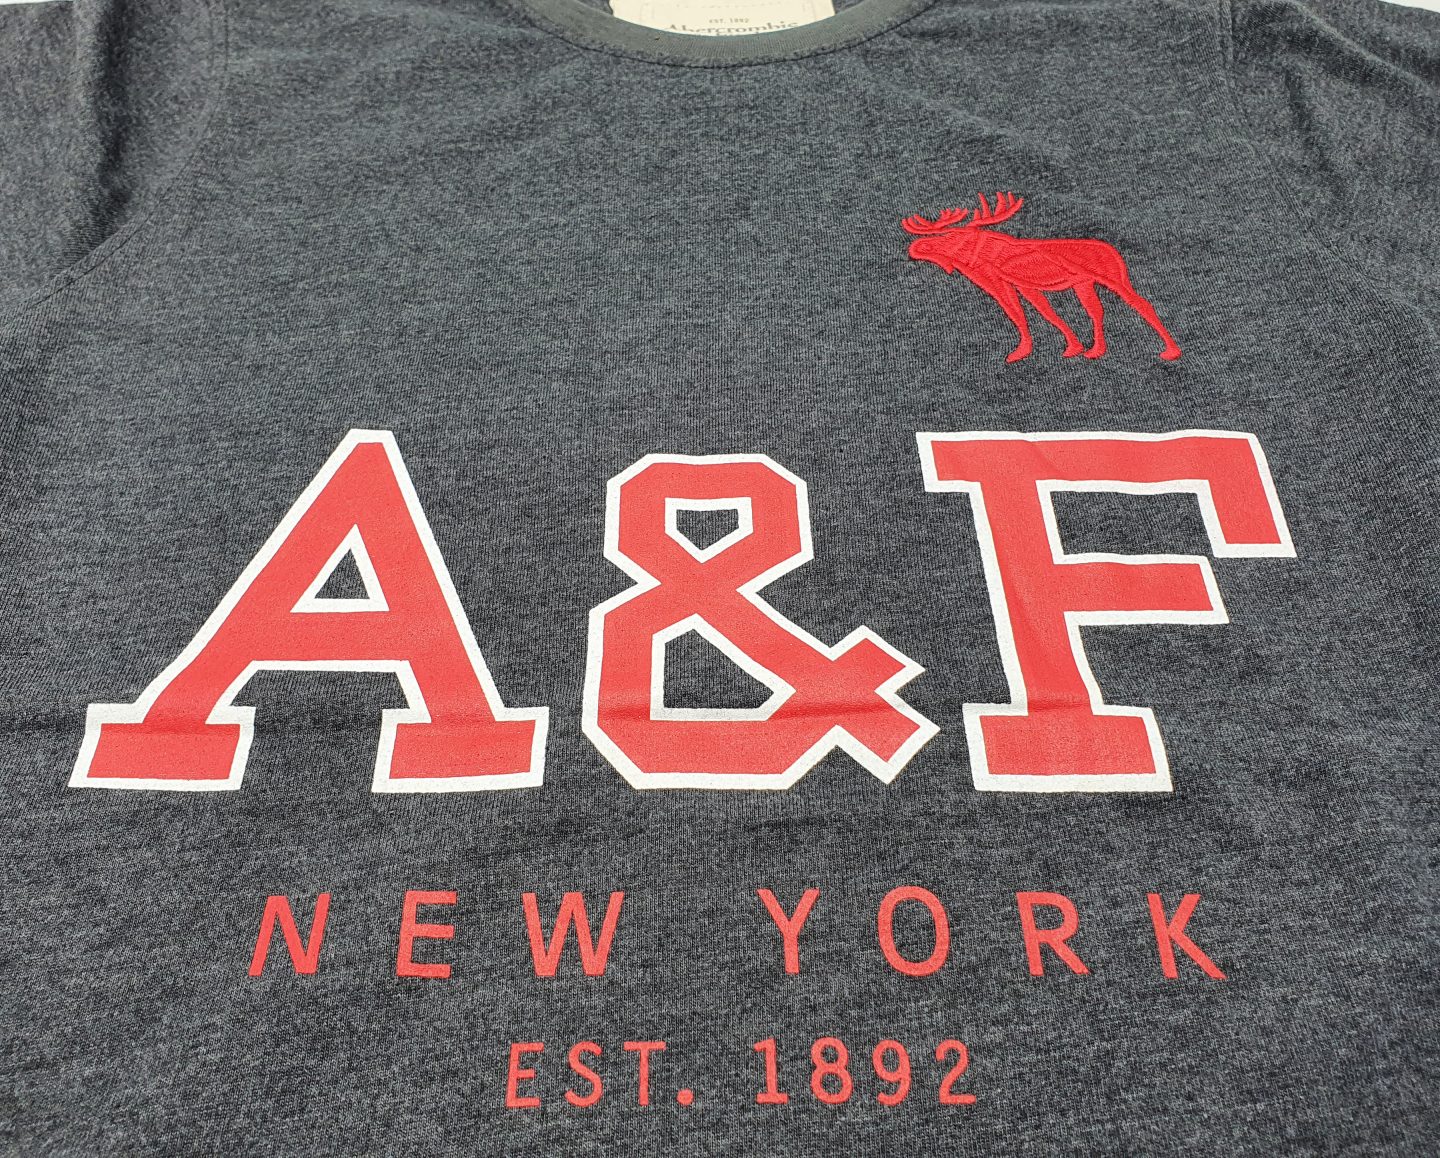 EST. 1892
Abercrombie
A&F
NEW YORK
EST. 1892